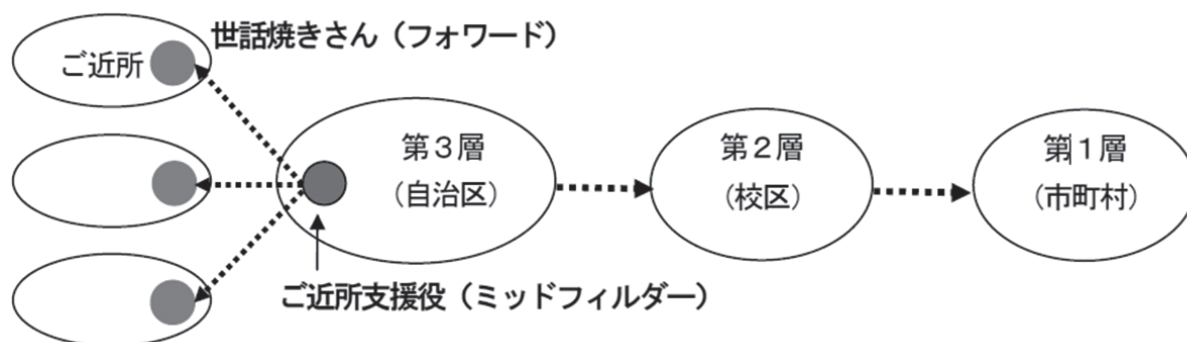 世話焼きさん（フォワード）
ご近所
第３層
（自治区）
第２層
（校区）
第１層
（市町村）
ご近所支援役（ミッドフィルダー）